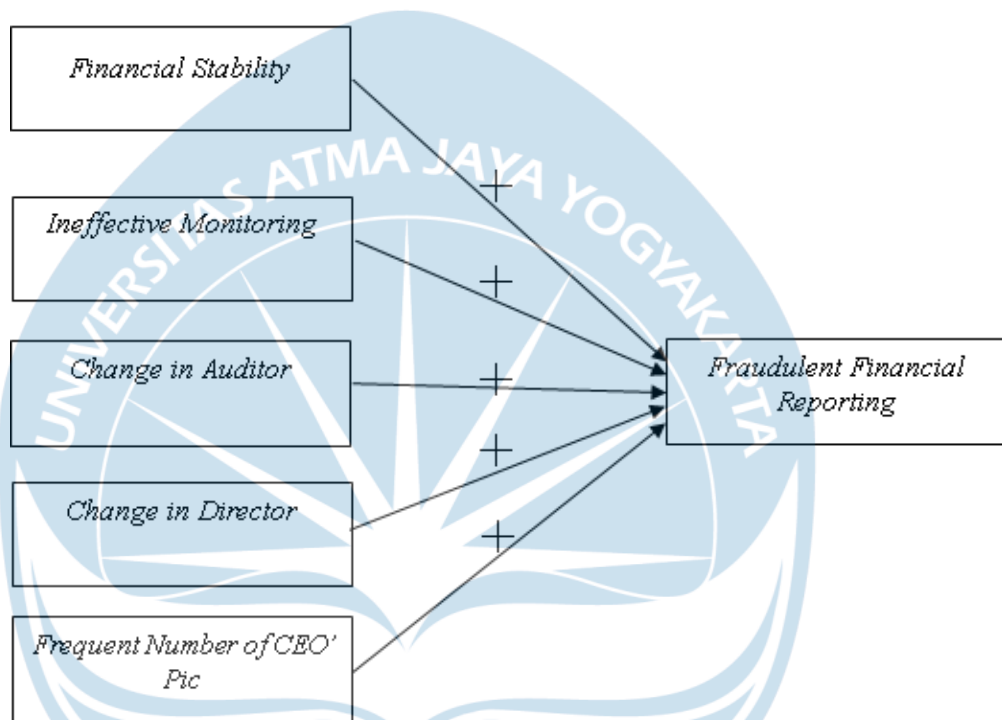 Financial Stability
UNIVERSITAS ATMA JAYA YOGYAKARTA
+
Ineffective Monitoring
+
Change in Auditor
+
Fraudulent Financial
Reporting
+
Change in Director
+
Frequent Number of CEO'
Pic